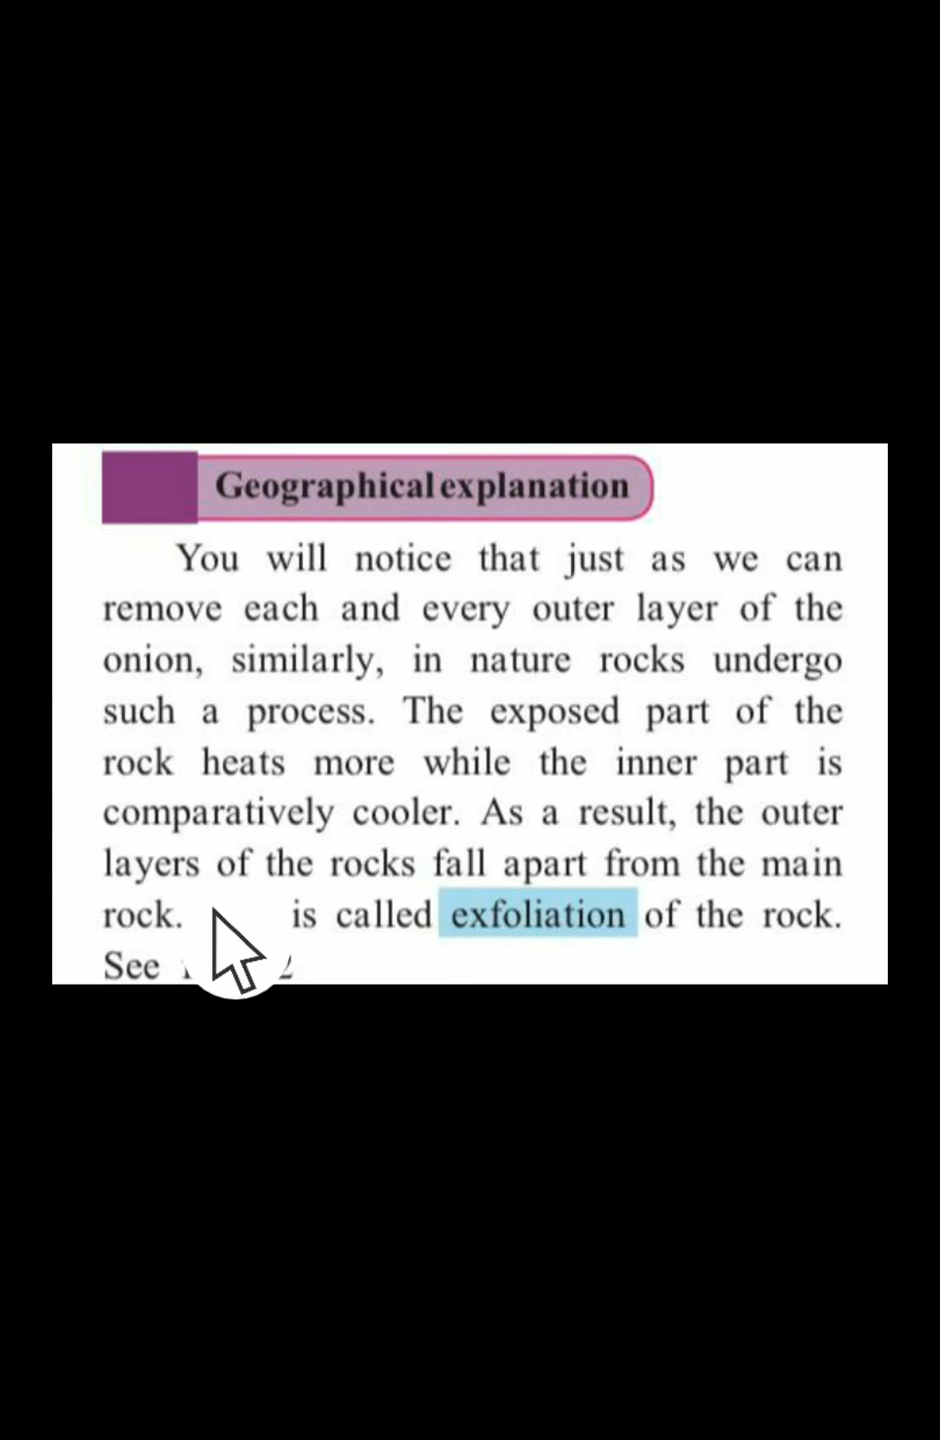 Geographical explanation
You will notice that just as we can
remove each and every outer layer of the
onion, similarly, in nature rocks undergo
such a process. The exposed part of the
rock heats more while the inner part is
comparatively cooler. As a result, the outer
layers of the rocks fall apart from the main
rock. is called exfoliation of the rock.
See